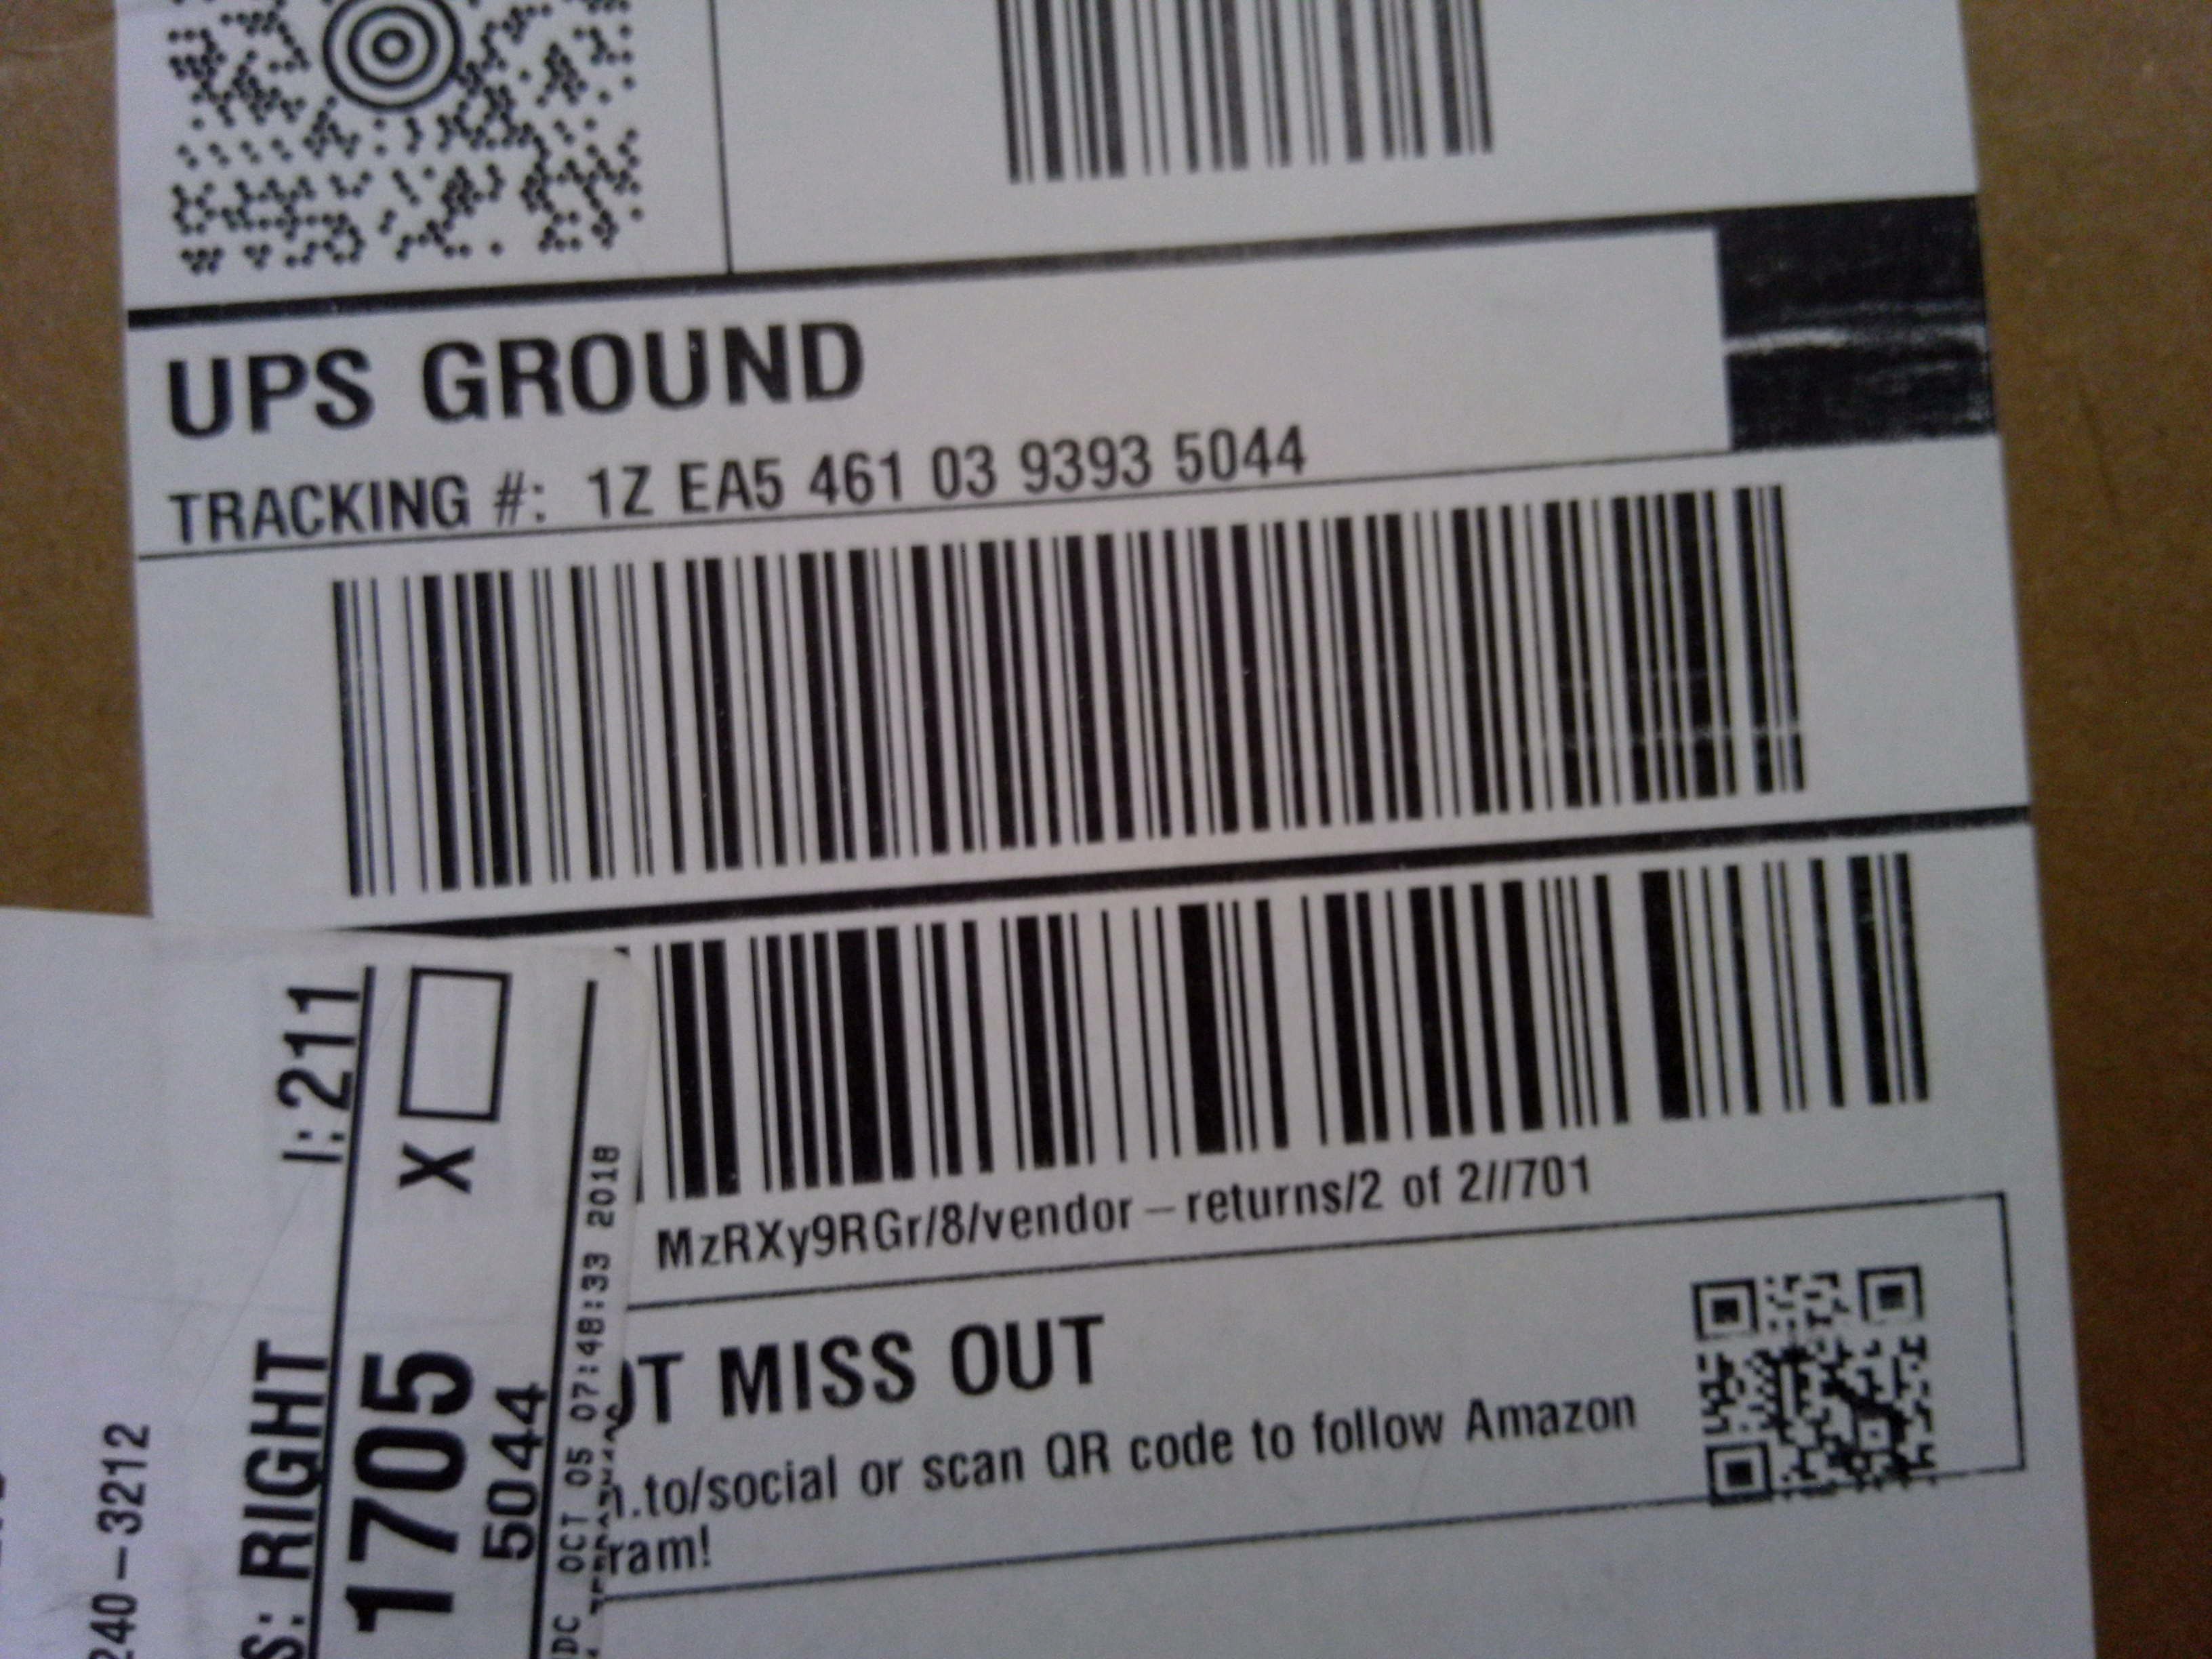 UPS GROUND
TRACKING #: 1Z EA5 461 03 9393 5044
MzRXy9RGr/8/vendor-returns/2 of 2//701
MISS OUT
.to/social or scan QR code to follow Amazon
ram!
I:211
X
S: RIGHT
1705
5044
OCT 05 07:48:33 2018
240-3212